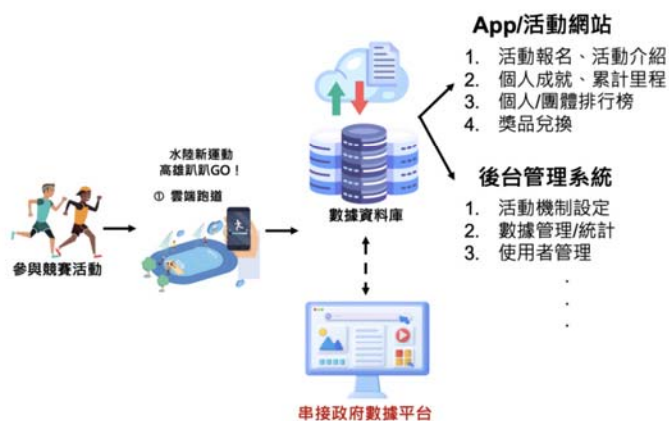 參與競賽活動
水陸新運動
高雄趴趴GO！
① 雲端跑道
數據資料庫
串接政府數據平台
App/活動網站
1. 活動報名、活動介紹
2. 個人成就、累計里程
3. 個人/團體排行榜
4. 獎品兌換
後台管理系統
1. 活動機制設定
2. 數據管理/統計
3. 使用者管理